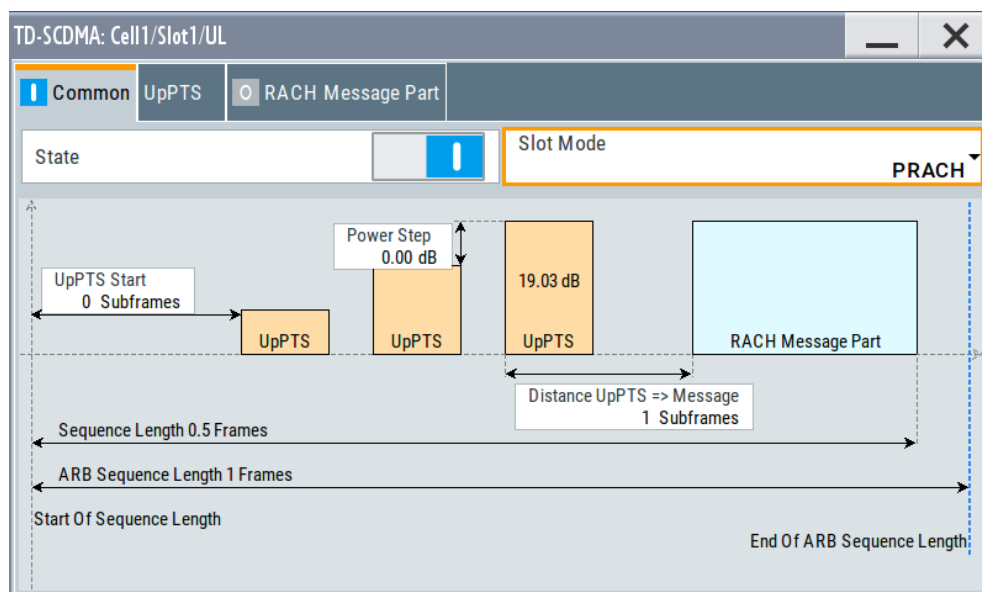 TD-SCDMA: Cell1/Slot1/UL
Common UpPTS O RACH Message Part
State
Slot Mode
PRACH
Power Step
0.00 dB
UpPTS Start
0 Subframes
19.03 dB
UpPTS UpPTS UpPTS RACH Message Part
Distance UpPTS => Message
1 Subframes
Sequence Length 0.5 Frames
ARB Sequence Length 1 Frames
Start Of Sequence Length
End Of ARB Sequence Length